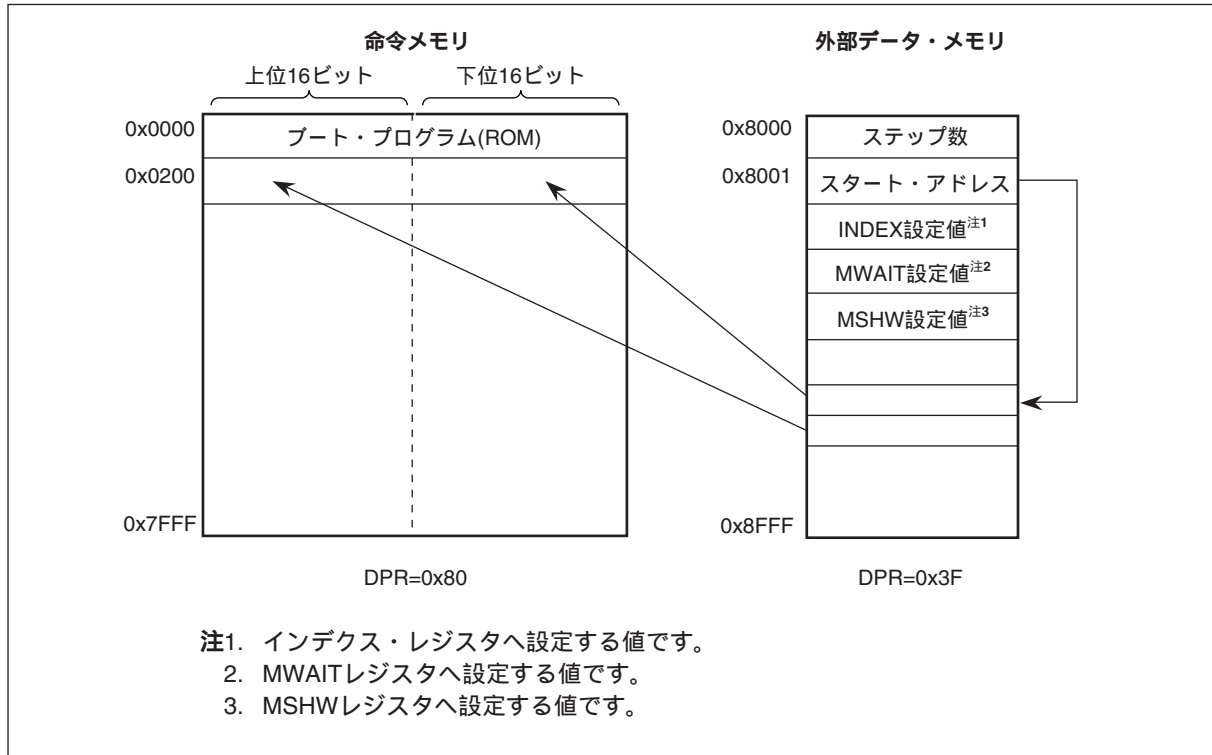 命令メモリ
外部データ・メモリ
上位16ビット
下位16ビット
0x0000
ブート・プログラム(ROM)
0x0200
0x7FFF
DPR=0x80
0x8000
ステップ数
0x8001
スタート・アドレス
INDEX設定値注1
MWAIT設定値注2
MSHW設定値注3
0x8FFF
DPR=0x3F
注1. インデクス・レジスタへ設定する値です。
2. MWAITレジスタへ設定する値です。
3. MSHWレジスタへ設定する値です。